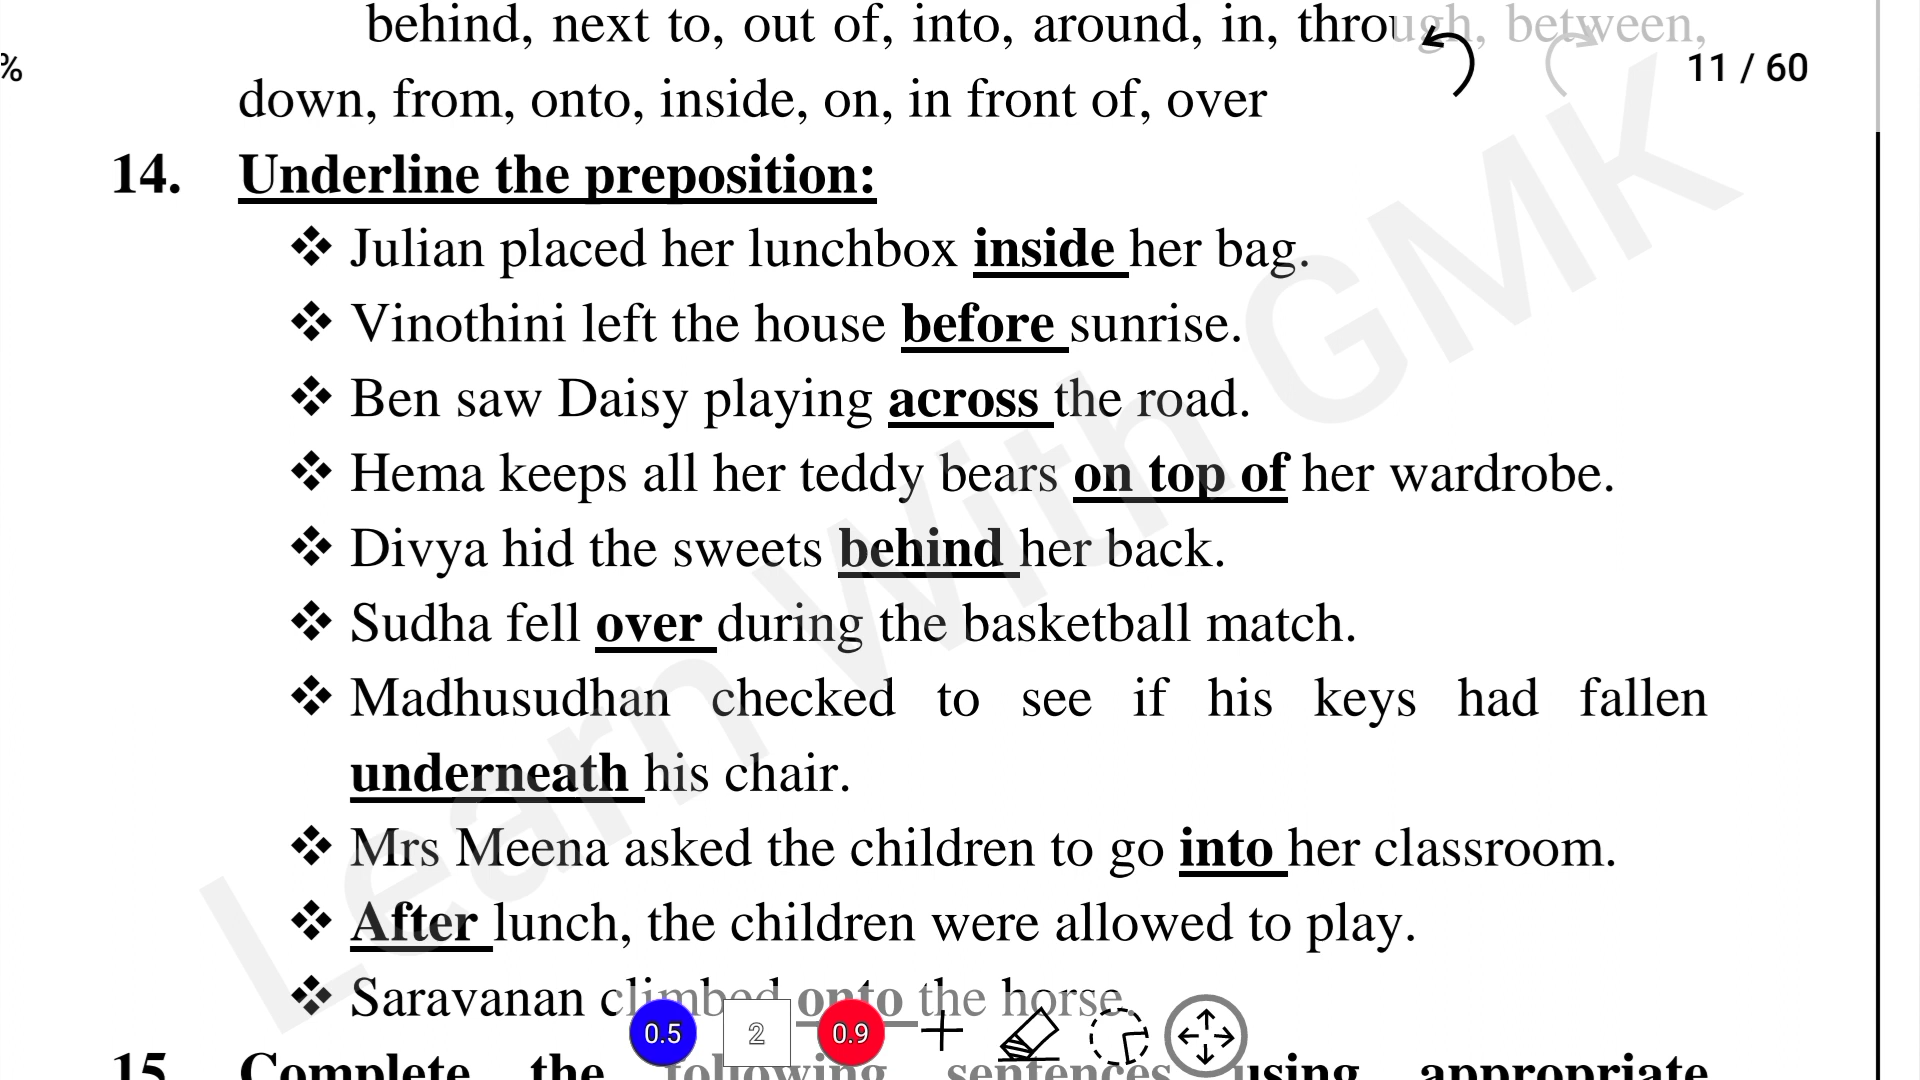 behind, next to, out of, into, around, in, through, between,
%
11 / 60
down, from, onto, inside, on, in front of, over
14. Underline the preposition:
❖ Julian placed her lunchbox inside her bag.
❖ Vinothini left the house before sunrise.
❖ Ben saw Daisy playing across the road.
❖ Hema keeps all her teddy bears on top of her wardrobe.
❖ Divya hid the sweets behind her back.
❖ Sudha fell over during the basketball match.
❖ Madhusudhan checked to see if his keys had fallen
underneath his chair.
❖ Mrs Meena asked the children to go into her classroom.
❖ After lunch, the children were allowed to play.
❖ Saravanan climbed onto the horse.
0.5 2 0.9
15. Complete the following sentences using appropriate
Learn With GMK